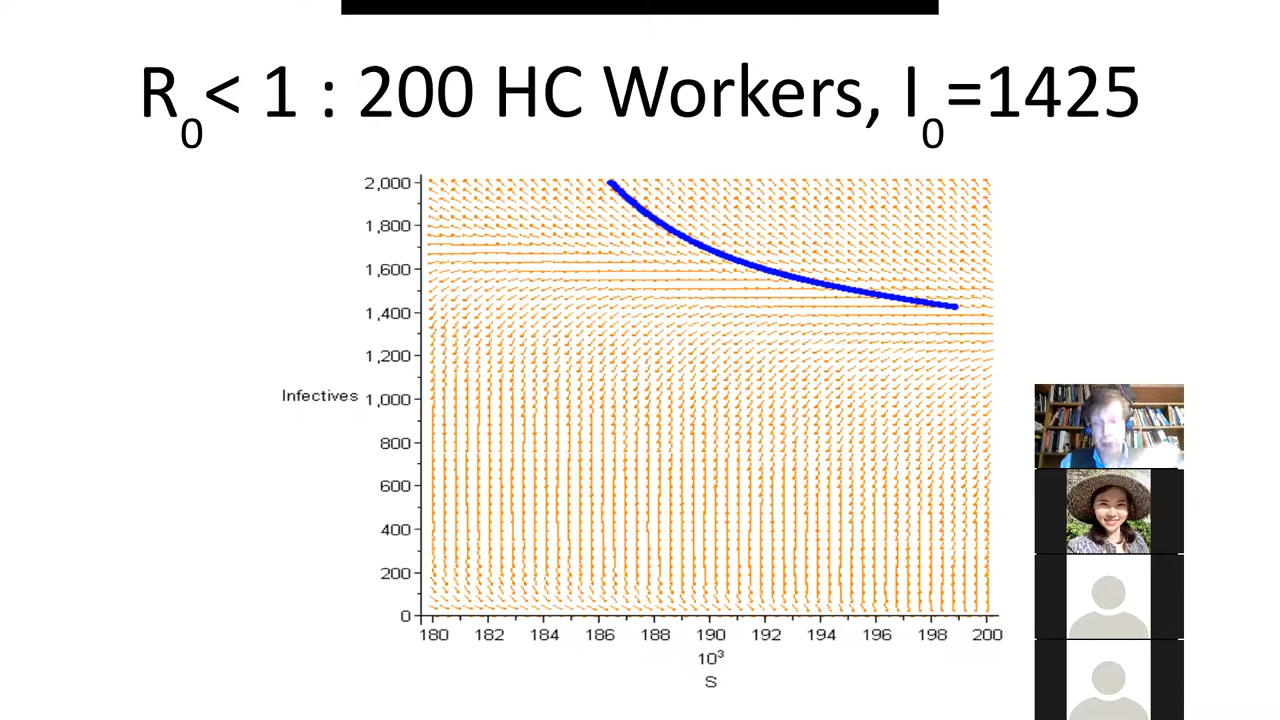 R₀< 1 : 200 HC Workers, I₀=1425
2,000
1,800
1,600
1,400
1,200
Infectives 1,000
800
600
400
200
0
180 182 184 186 188 190 192 194 196 198 200
10³
S